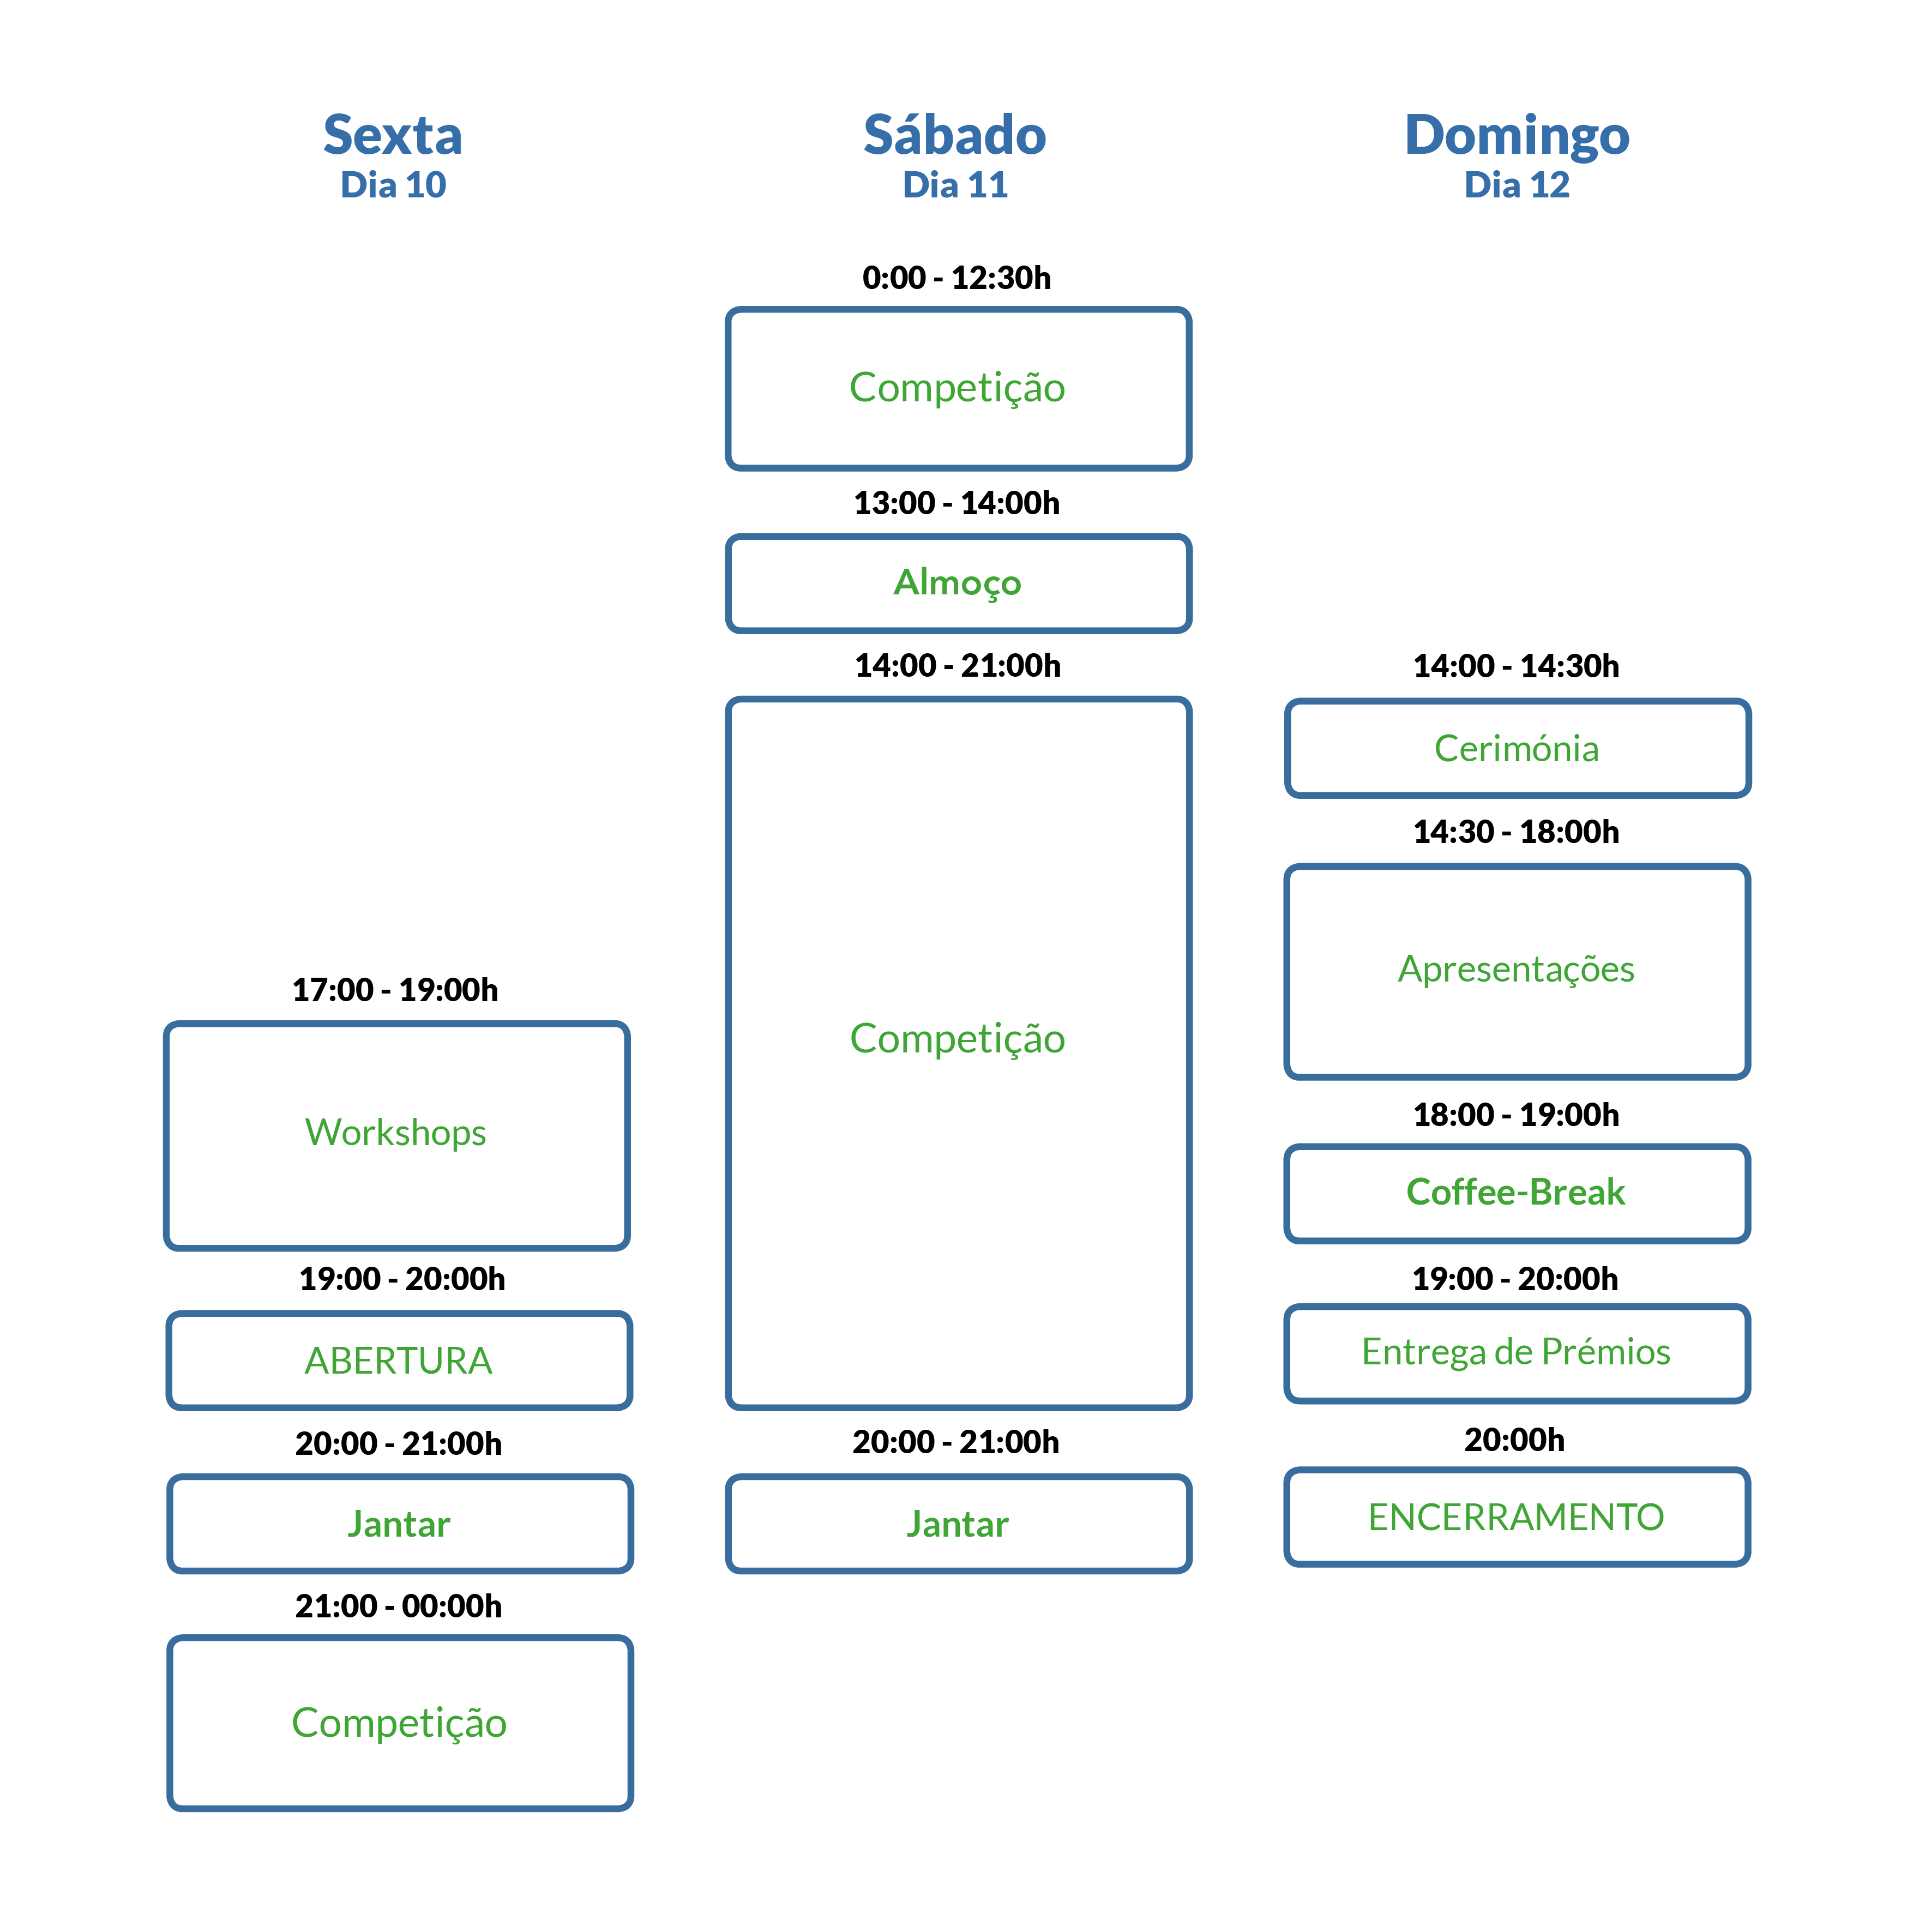 Sexta
Dia 10
17:00 - 19:00h
Workshops
19:00 - 20:00h
ABERTURA
20:00 - 21:00h
Jantar
21:00 - 00:00h
Competição
Sábado
Dia 11
0:00 - 12:30h
Competição
13:00 - 14:00h
Almoço
14:00 - 21:00h
Competição
20:00 - 21:00h
Jantar
Domingo
Dia 12
14:00 - 14:30h
Cerimónia
14:30 - 18:00h
Apresentações
18:00 - 19:00h
Coffee-Break
19:00 - 20:00h
Entrega de Prémios
20:00h
ENCERRAMENTO